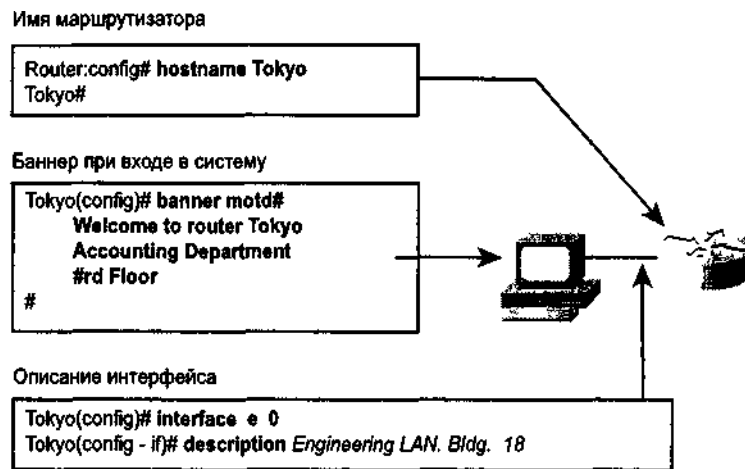 Имя маршрутизатора
Router:config# hostname Tokyo
Tokyo#
Баннер при входе в систему
Tokyo(config)# banner motd#
Welcome to router Tokyo
Accounting Department
#rd Floor
#
Описание интерфейса
Tokyo(config)# interface e 0
Tokyo(config - if)# description Engineering LAN. Bldg. 18